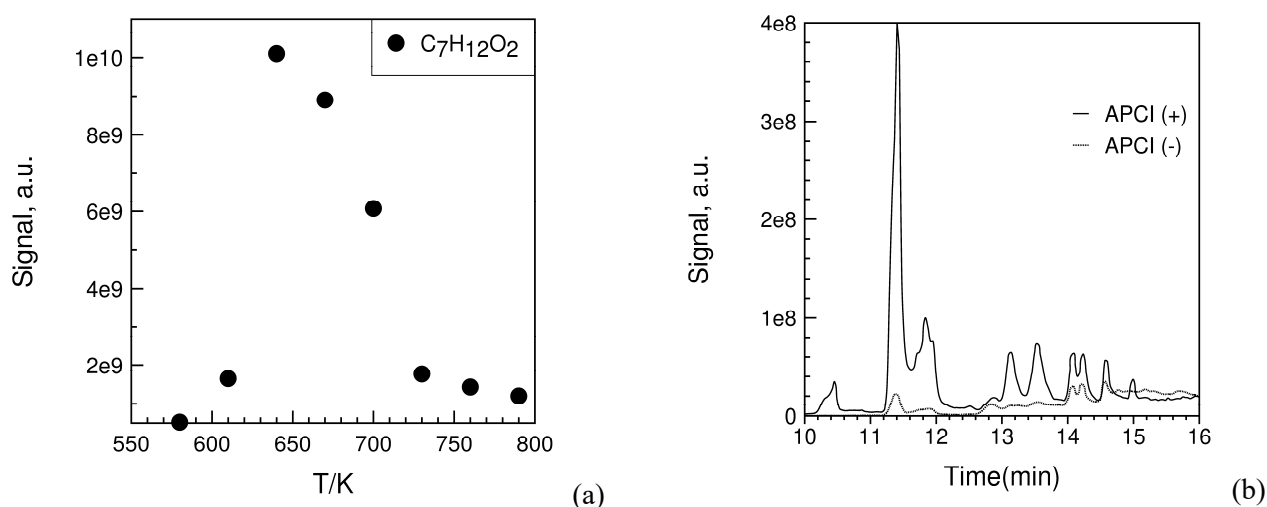 C7H12O2
1e10
8e9
6e9
4e9
2e9
Signal, a.u.
550 600 650 700 750 800
T/K
(a)
4e8
3e8
2e8
1e8
0
Signal, a.u.
APCI (+)
APCI (-)
10 11 12 13 14 15 16
Time(min)
(b)